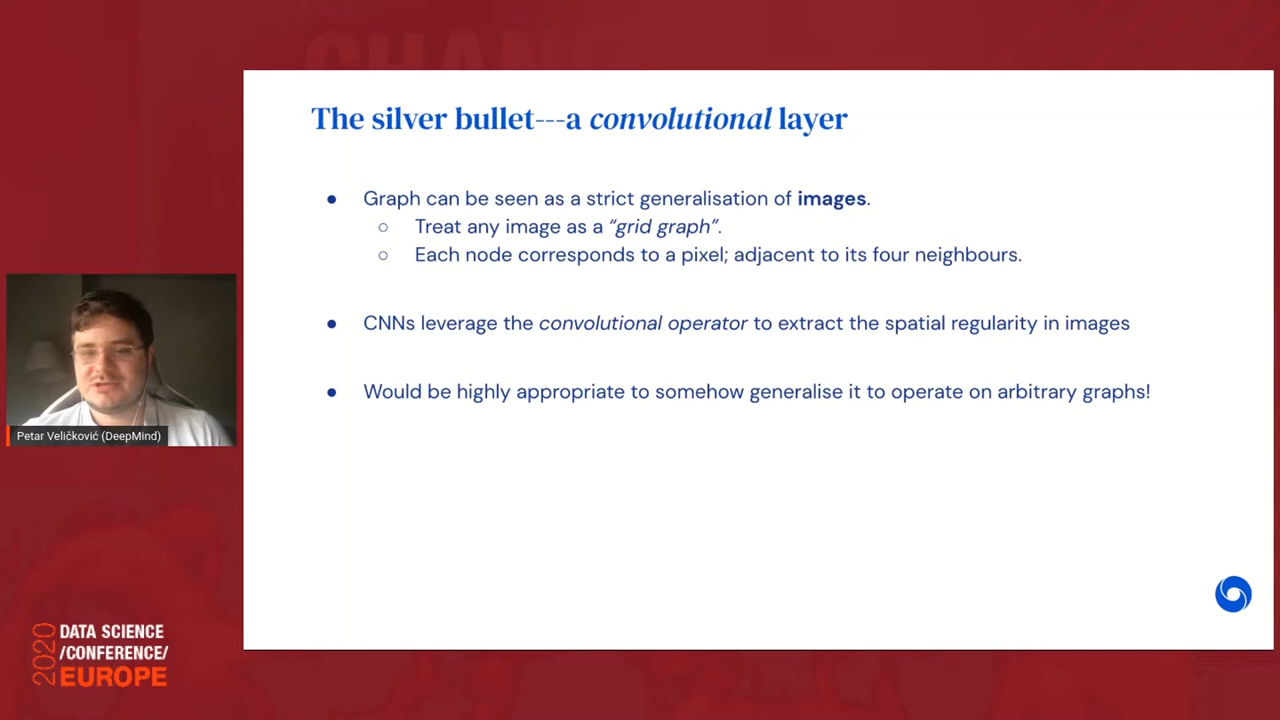 The silver bullet---a convolutional layer
● Graph can be seen as a strict generalisation of images.
○ Treat any image as a “grid graph”.
○ Each node corresponds to a pixel; adjacent to its four neighbours.
● CNNs leverage the convolutional operator to extract the spatial regularity in images
● Would be highly appropriate to somehow generalise it to operate on arbitrary graphs!
Petar Veličković (DeepMind)
2020
DATA SCIENCE
/CONFERENCE/
EUROPE